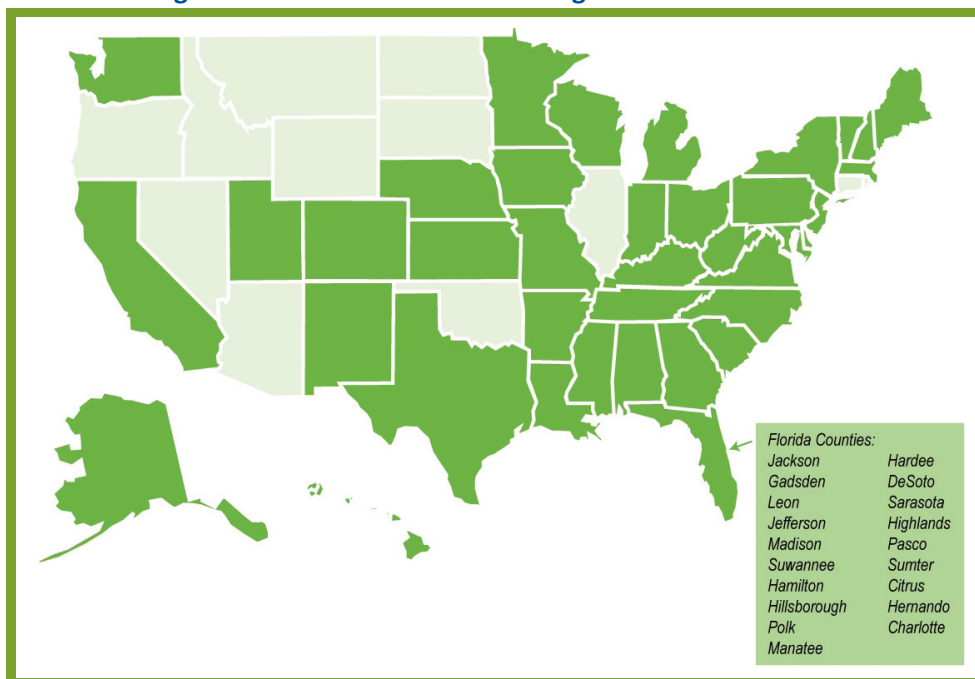 Florida Counties:
Jackson
Gadsden
Leon
Jefferson
Madison
Suwannee
Hamilton
Hillsborough
Polk
Manatee
Hardee
DeSoto
Sarasota
Highlands
Pasco
Sumter
Citrus
Hernando
Charlotte